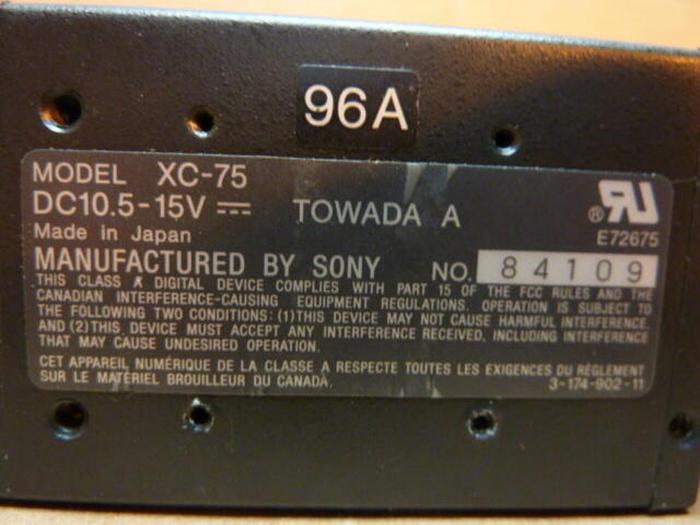 96A
MODEL XC-75
DC10.5-15V ⎓ TOWADA A
® RU
Made in Japan
E72675
MANUFACTURED BY SONY NO. 84109
THIS CLASS A DIGITAL DEVICE COMPLIES WITH PART 15 OF THE FCC RULES AND THE
CANADIAN INTERFERENCE-CAUSING EQUIPMENT REGULATIONS. OPERATION IS SUBJECT TO
THE FOLLOWING TWO CONDITIONS: (1) THIS DEVICE MAY NOT CAUSE HARMFUL INTERFERENCE,
AND (2) THIS DEVICE MUST ACCEPT ANY INTERFERENCE RECEIVED, INCLUDING INTERFERENCE
THAT MAY CAUSE UNDESIRED OPERATION.
CET APPAREIL NUMÉRIQUE DE LA CLASSE A RESPECTE TOUTES LES EXIGENCES DU RÈGLEMENT
SUR LE MATÉRIEL BROUILLEUR DU CANADA.
3-174-902-11